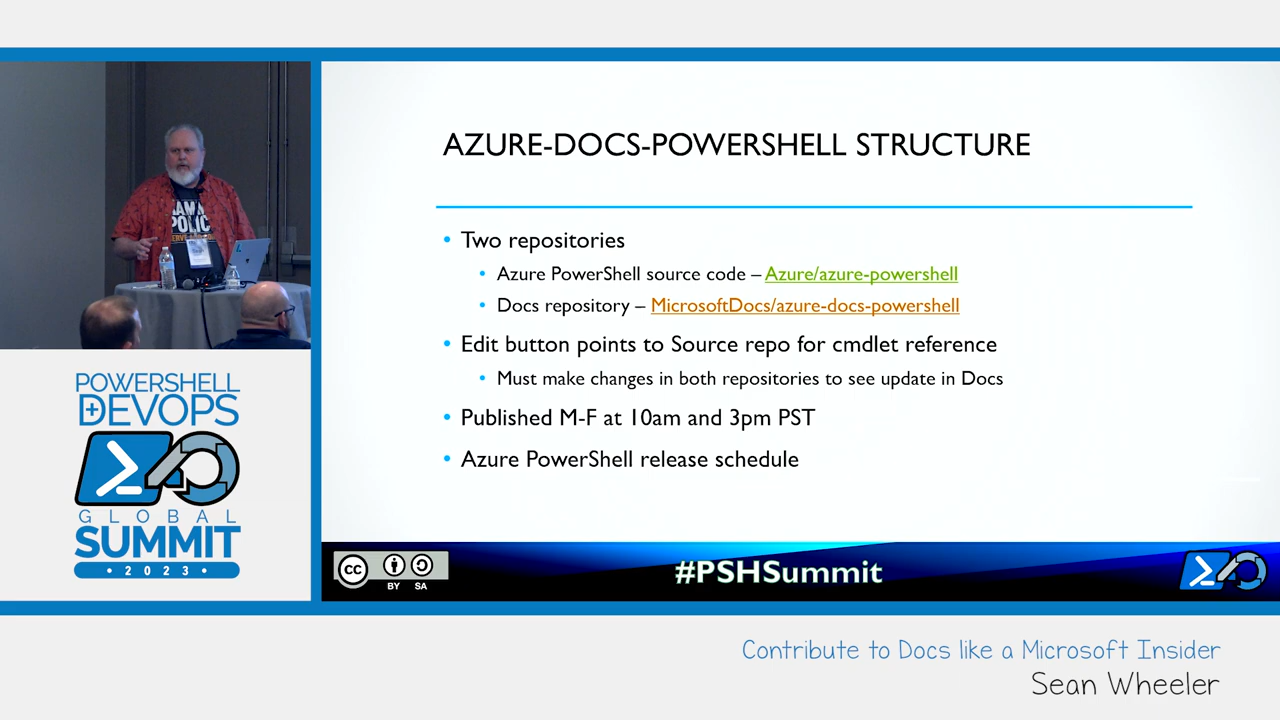 AZURE-DOCS-POWERSHELL STRUCTURE
• Two repositories
• Azure PowerShell source code – Azure/azure-powershell
• Docs repository – MicrosoftDocs/azure-docs-powershell
• Edit button points to Source repo for cmdlet reference
• Must make changes in both repositories to see update in Docs
• Published M-F at 10am and 3pm PST
• Azure PowerShell release schedule
POWERSHELL
+DEVOPS
GLOBAL
SUMMIT
• 2023 •
cc
BY SA
#PSHSummit
Contribute to Docs like a Microsoft Insider
Sean Wheeler